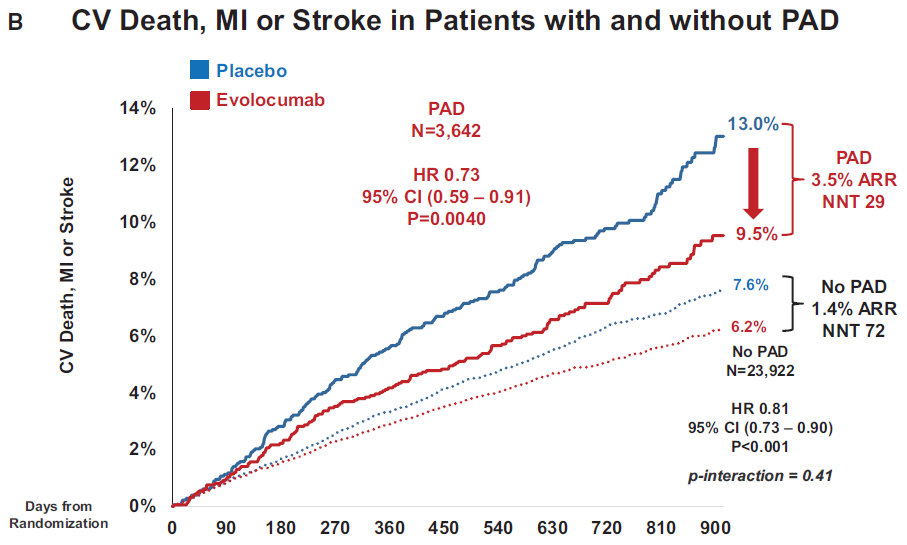 B CV Death, MI or Stroke in Patients with and without PAD
Placebo
Evolocumab
14%
12%
10%
8%
6%
4%
2%
0%
CV Death, MI or Stroke
PAD
N=3,642
HR 0.73
95% CI (0.59 – 0.91)
P=0.0040
13.0%
9.5%
PAD
3.5% ARR
NNT 29
7.6%
6.2%
No PAD
1.4% ARR
NNT 72
No PAD
N=23,922
HR 0.81
95% CI (0.73 – 0.90)
P<0.001
p-interaction = 0.41
Days from
Randomization
0 90 180 270 360 450 540 630 720 810 900